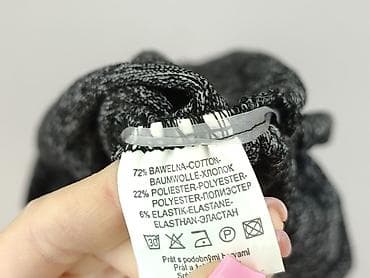 72% BAWEŁNA-COTTON-
BAUMWOLLE-ХЛОПОК
22% POLIESTER-POLYESTER-
POLYESTER-ПОЛИЭСТЕР
6% ELASTIK-ELASTANE-
ELASTHAN-ЭЛАСТАН
30
Prát s podobnými barvami
Prát a